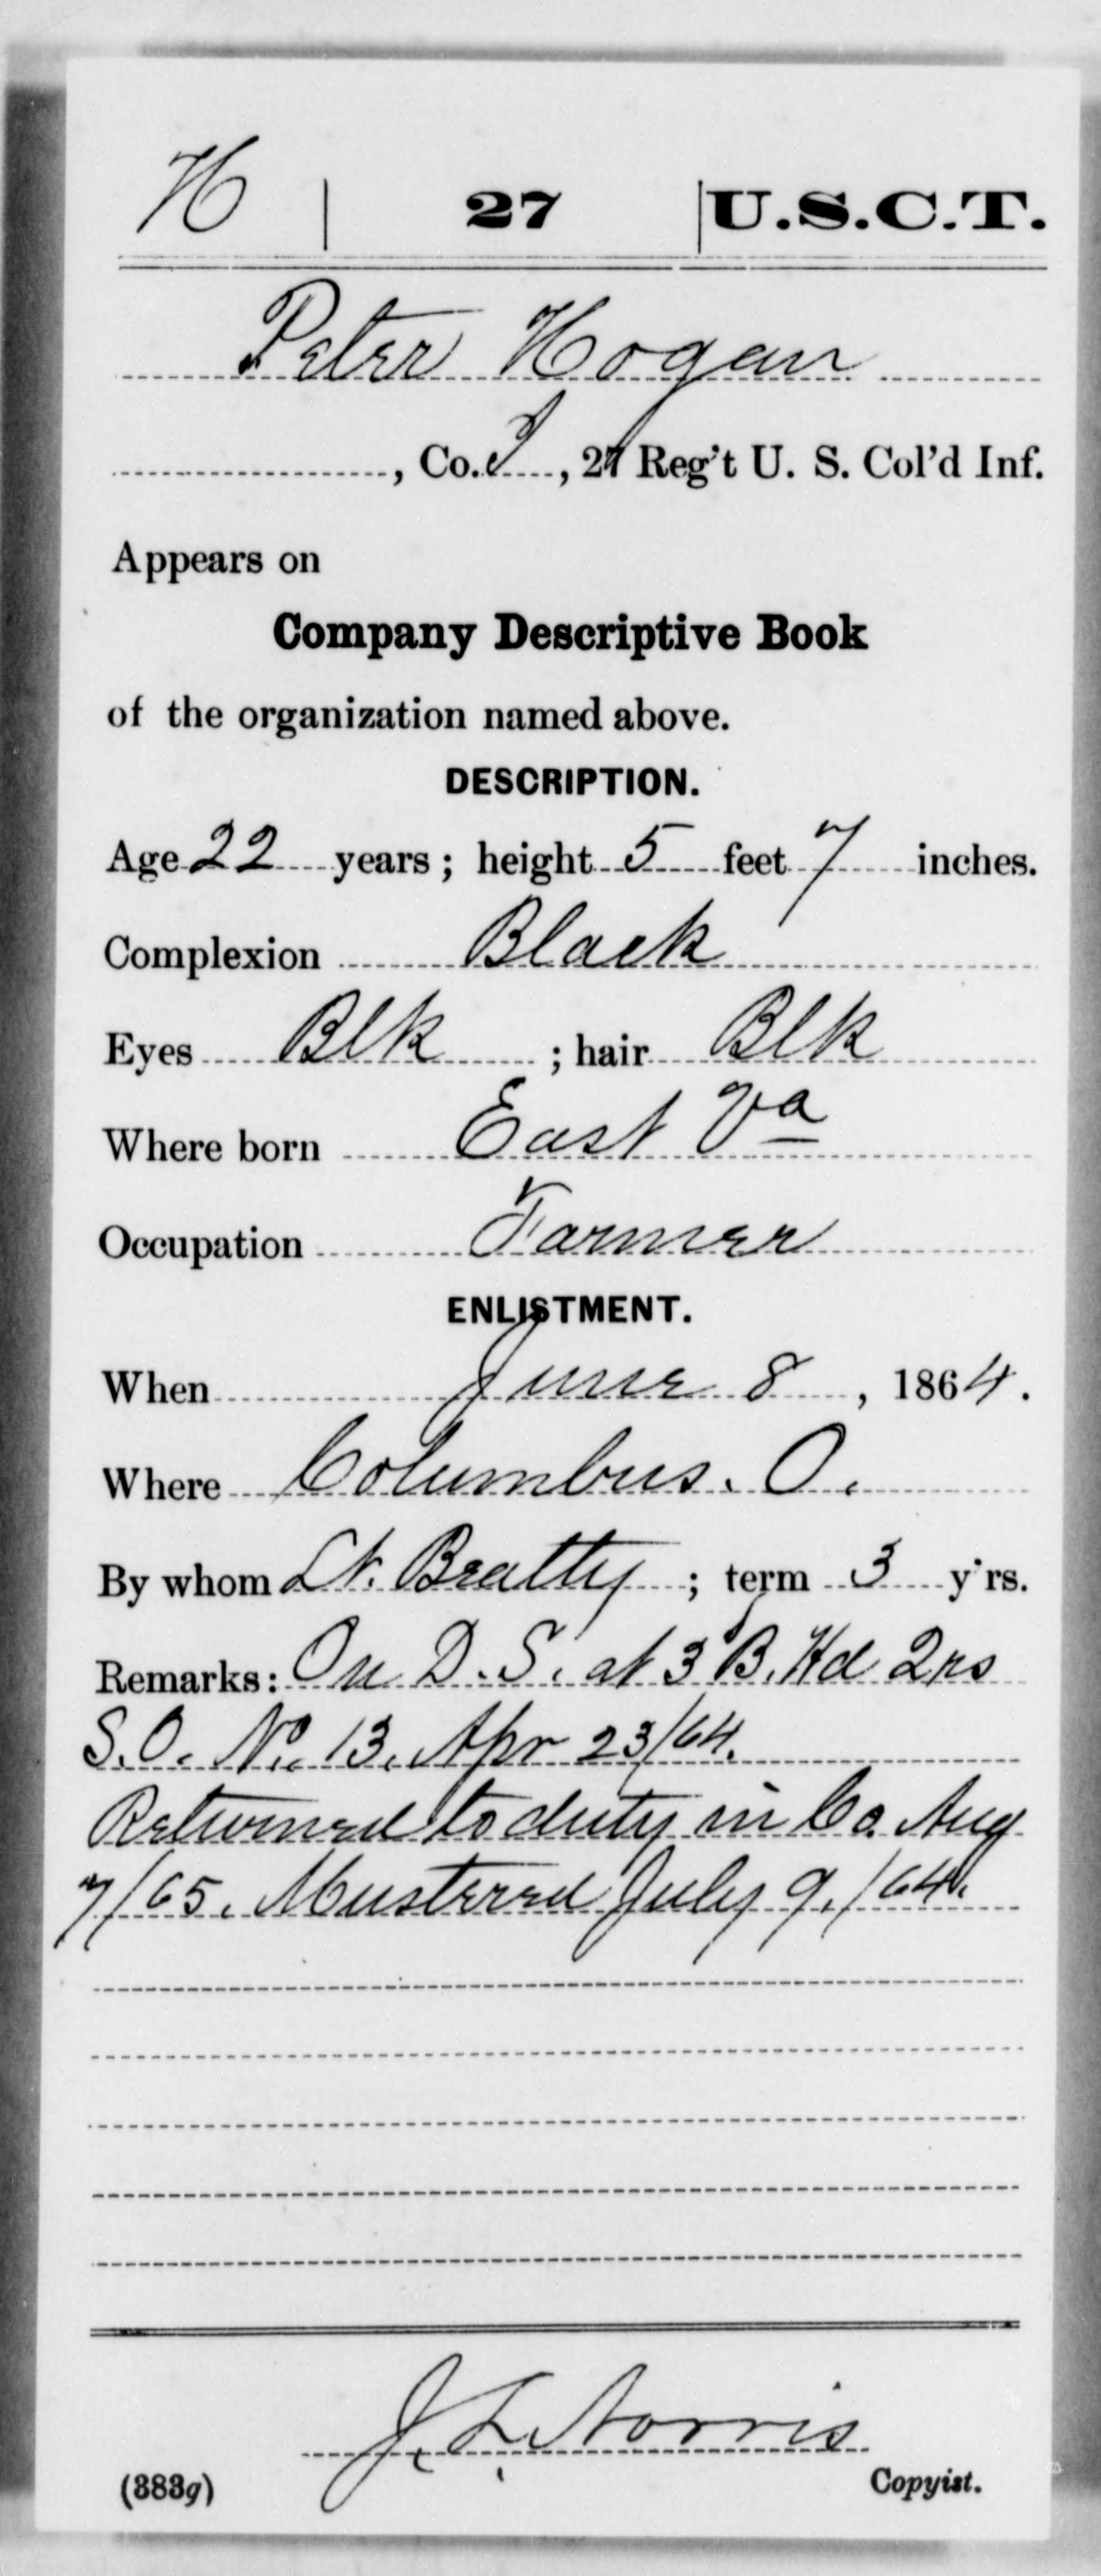 H | 27 | U.S.C.T.
Peter Hogan
, Co. I, 27 Reg't U. S. Col'd Inf.
Appears on
Company Descriptive Book
of the organization named above.
DESCRIPTION.
Age 22 years; height 5 feet 7 inches.
Complexion Black
Eyes Blk; hair Blk
Where born East Va
Occupation Farmer
ENLISTMENT.
When June 8, 1864.
Where Columbus. O.
By whom Lt. Beatty; term 3 y'rs.
Remarks: On D. S. at 3 B. Hd Qrs
S.O. No. 13. Apr 23/64.
Returned to duty in Co. Aug
7/65. Mustered July 9./64.
J. L. Norris
(383g) Copyist.